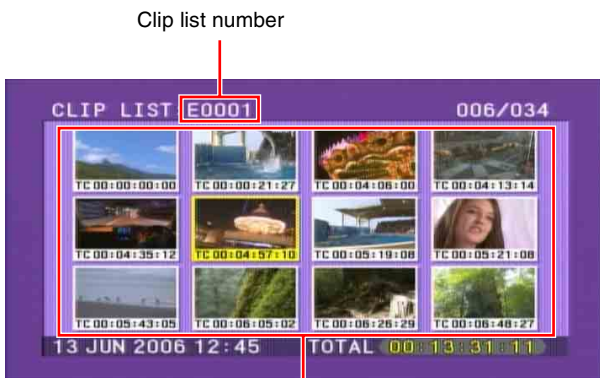 Clip list number
CLIP LIST:E0001 006/034
TC 00:00:00:00 TC 00:00:21:27 TC 00:04:06:00 TC 00:04:13:14
TC 00:04:35:12 TC 00:04:57:10 TC 00:05:19:08 TC 00:05:21:08
TC 00:05:43:05 TC 00:06:05:02 TC 00:06:26:29 TC 00:06:48:27
13 JUN 2006 12:45 TOTAL 00:13:31:11